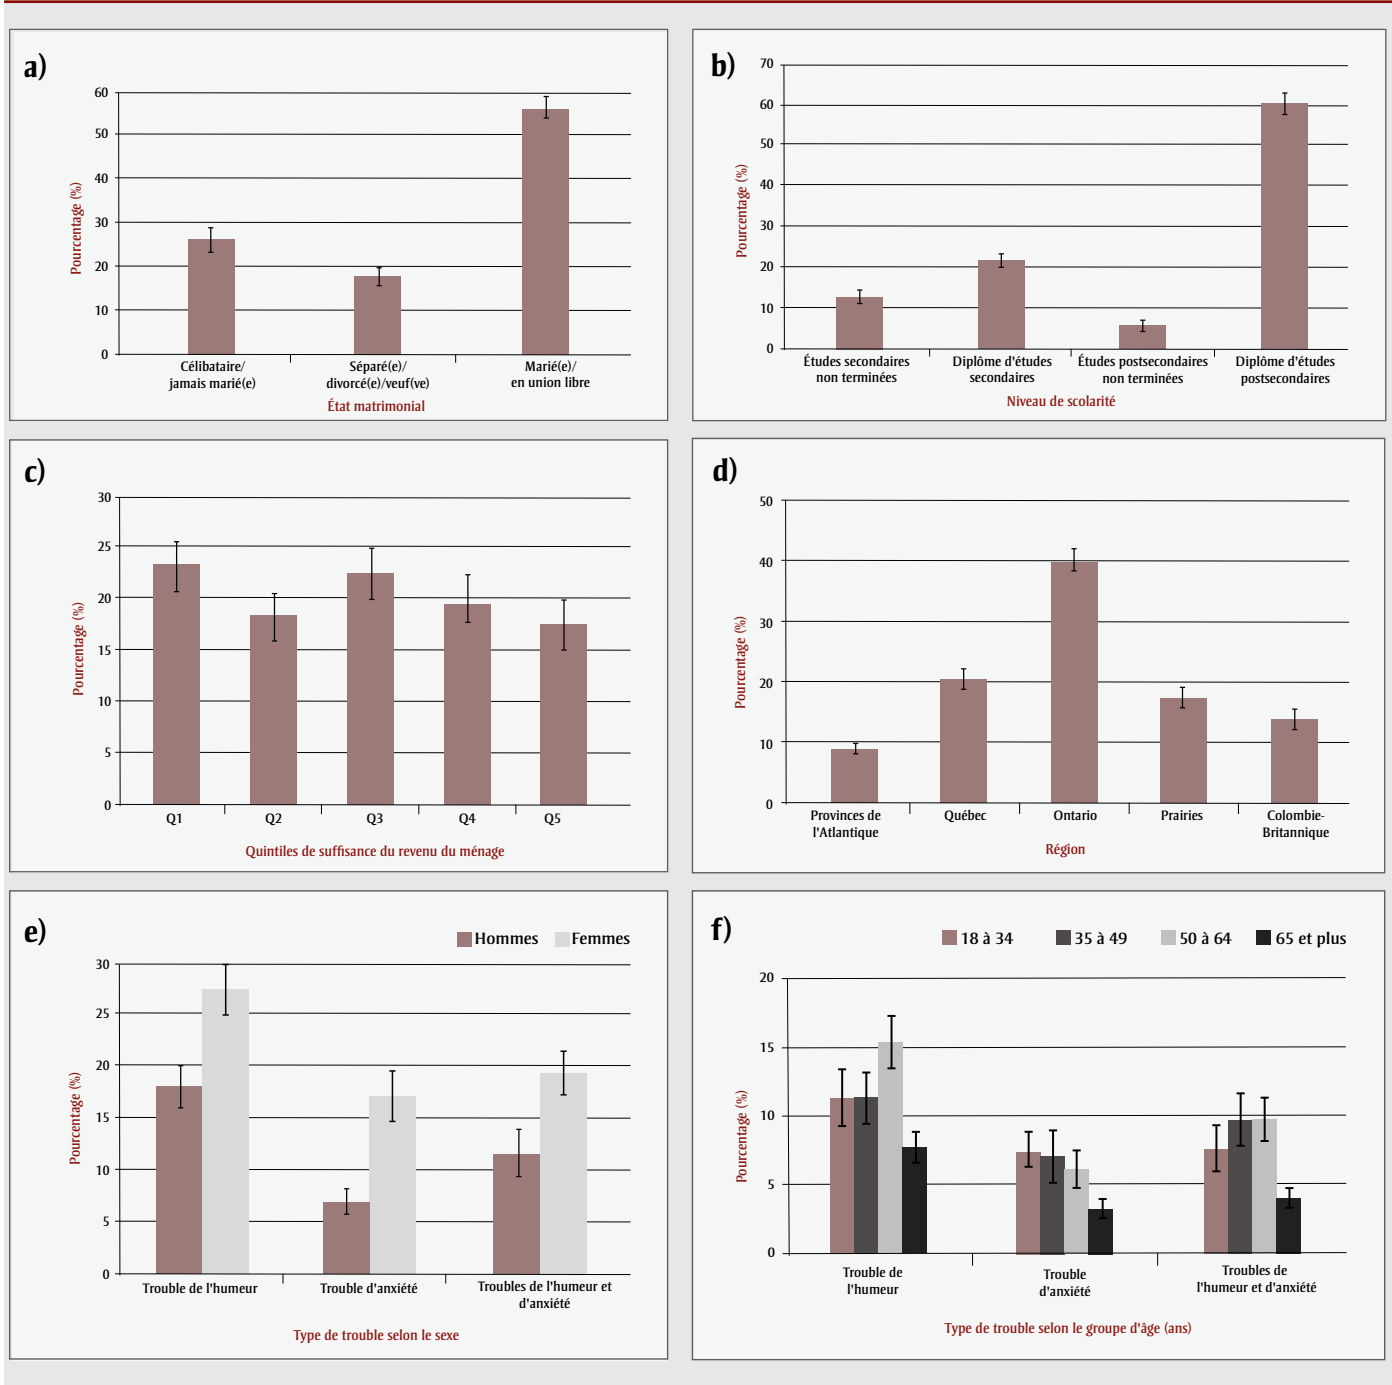 a)
60
50
40
30
20
10
0
Pourcentage (%)
Célibataire/
jamais marié(e)
Séparé(e)/
divorcé(e)/veuf(ve)
Marié(e)/
en union libre
État matrimonial
b)
70
60
50
40
30
20
10
0
Pourcentage (%)
Études secondaires
non terminées
Diplôme d'études
secondaires
Études postsecondaires
non terminées
Diplôme d'études
postsecondaires
Niveau de scolarité
c)
30
25
20
15
10
5
0
Pourcentage (%)
Q1 Q2 Q3 Q4 Q5
Quintiles de suffisance du revenu du ménage
d)
50
40
30
20
10
0
Pourcentage (%)
Provinces de
l'Atlantique
Québec
Ontario
Prairies
Colombie-
Britannique
Région
e)
Hommes Femmes
30
25
20
15
10
5
0
Pourcentage (%)
Trouble de l'humeur
Trouble d'anxiété
Troubles de l'humeur et
d'anxiété
Type de trouble selon le sexe
f)
18 à 34 35 à 49 50 à 64 65 et plus
20
15
10
5
0
Pourcentage (%)
Trouble de
l'humeur
Trouble
d'anxiété
Troubles de
l'humeur et d'anxiété
Type de trouble selon le groupe d'âge (ans)